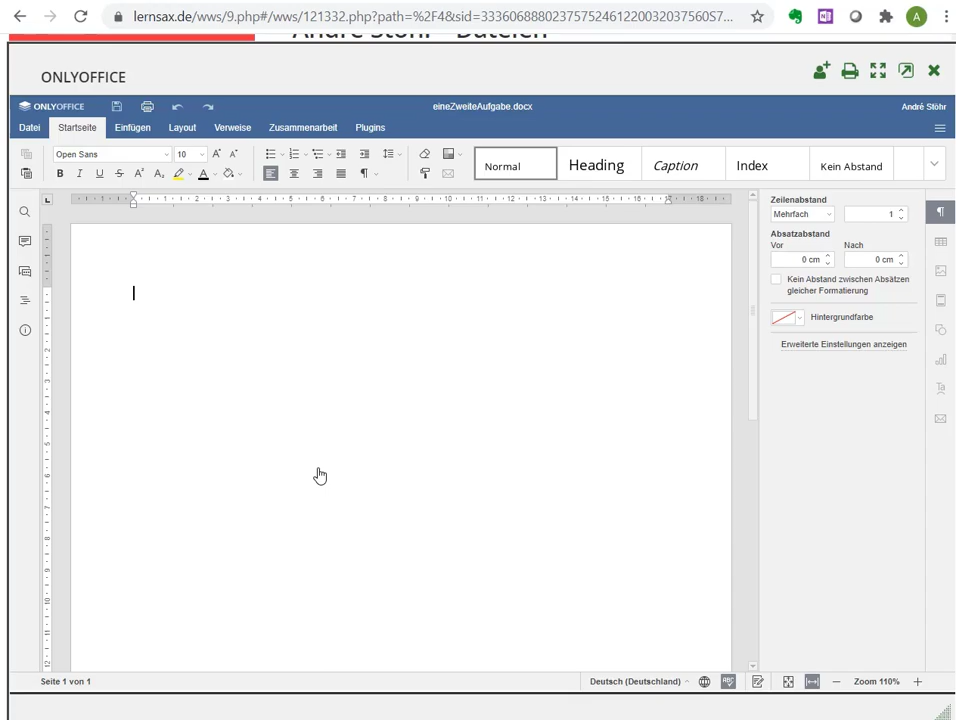 lernsax.de/wws/9.php#/wws/121332.php?path=%2F4&sid=33360688802375752461220032037560S7...
A
André Stöhr - Dateien
ONLYOFFICE
ONLYOFFICE
eineZweiteAufgabe.docx
André Stöhr
Datei Startseite Einfügen Layout Verweise Zusammenarbeit Plugins
Open Sans 10
Normal Heading Caption Index Kein Abstand
Zeilenabstand
Mehrfach 1
Absatzabstand
Vor Nach
0 cm 0 cm
Kein Abstand zwischen Absätzen
gleicher Formatierung
Hintergrundfarbe
Erweiterte Einstellungen anzeigen
Seite 1 von 1 Deutsch (Deutschland) Zoom 110%